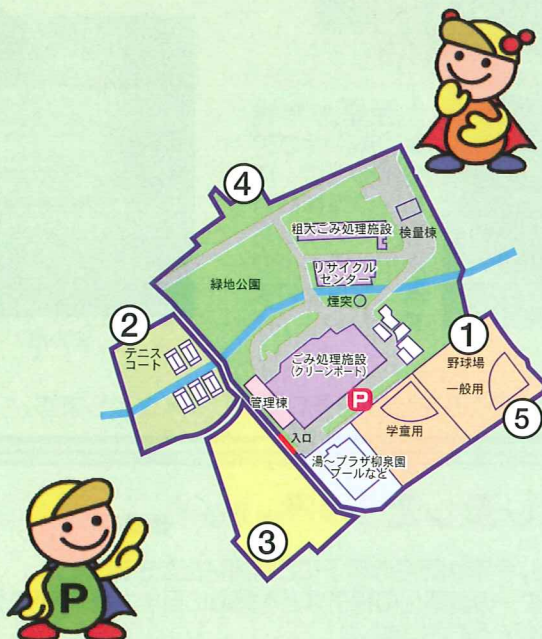 ④
粗大ごみ処理施設
検量棟
リサイクル
センター
緑地公園
煙突
②
テニス
コート
ごみ処理施設
(クリーンポート)
①
野球場
一般用
管理棟
P
⑤
入口
学童用
湯～プラザ柳泉園
プールなど
③
P